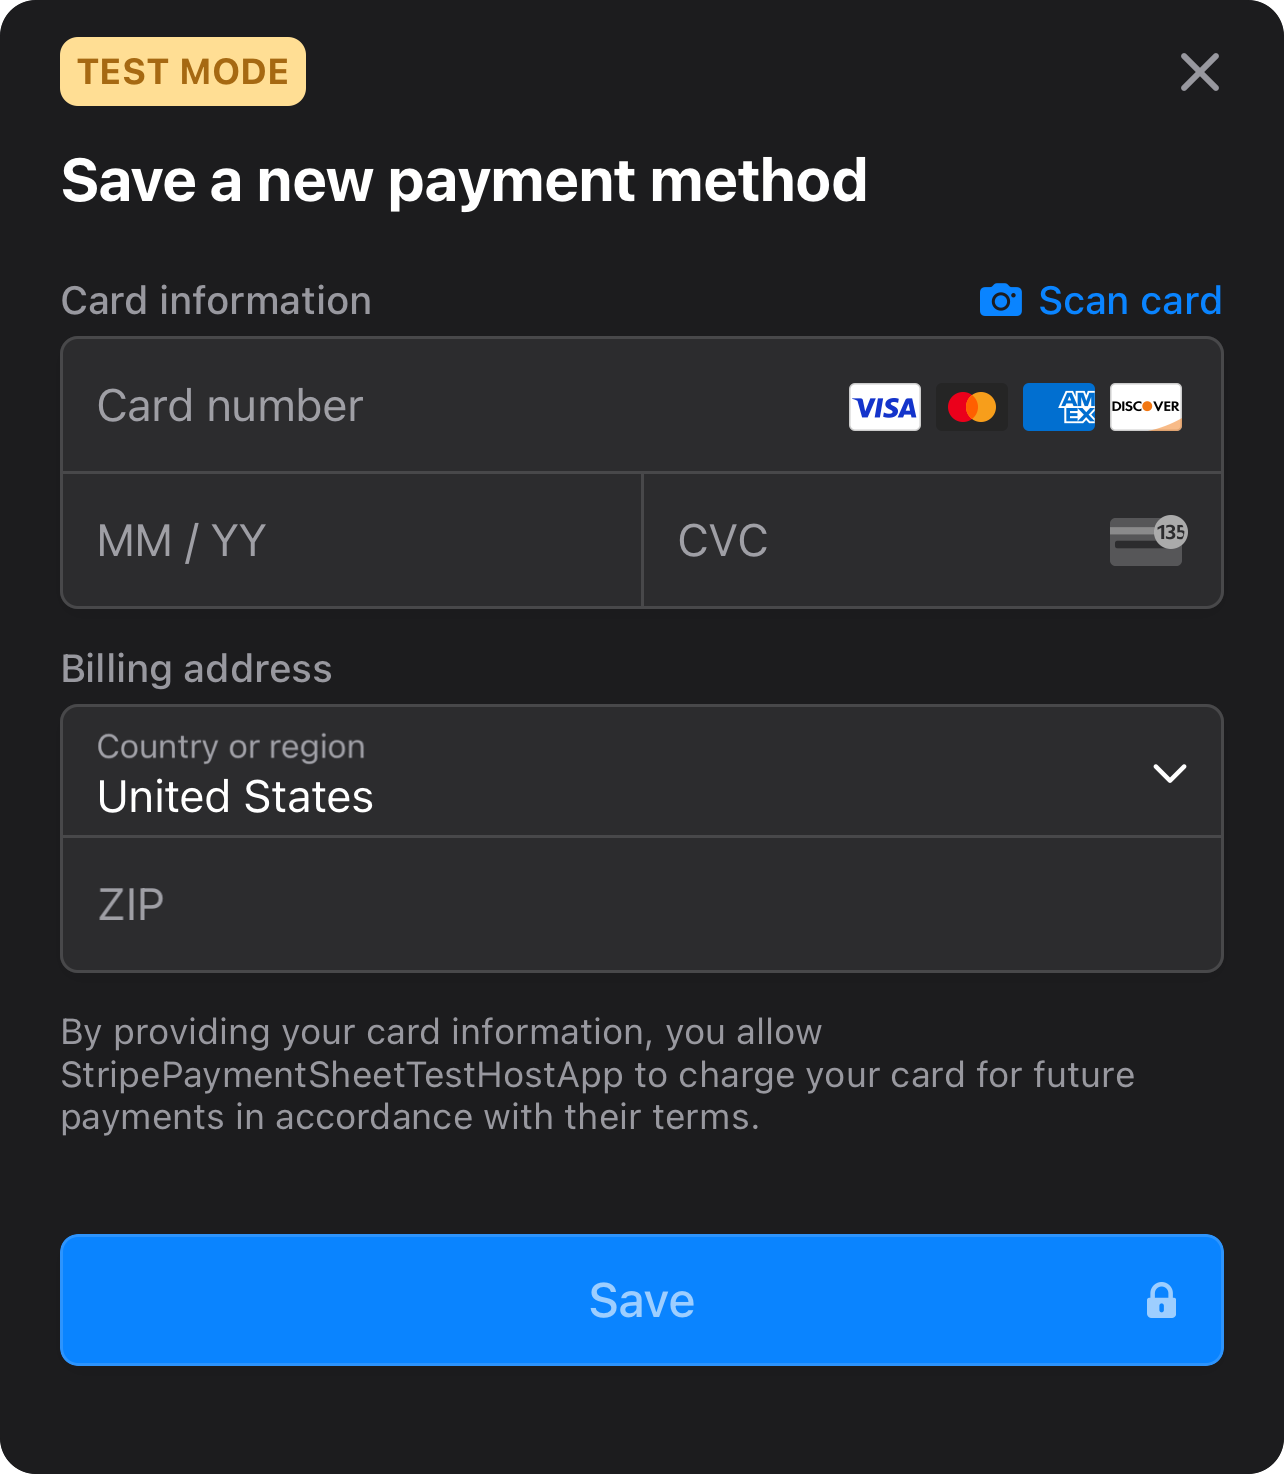 TEST MODE
Save a new payment method
Card information
Scan card
Card number
VISA
AM
EX
DISCOVER
MM / YY
CVC
135
Billing address
Country or region
United States
ZIP
By providing your card information, you allow
StripePaymentSheetTestHostApp to charge your card for future
payments in accordance with their terms.
Save